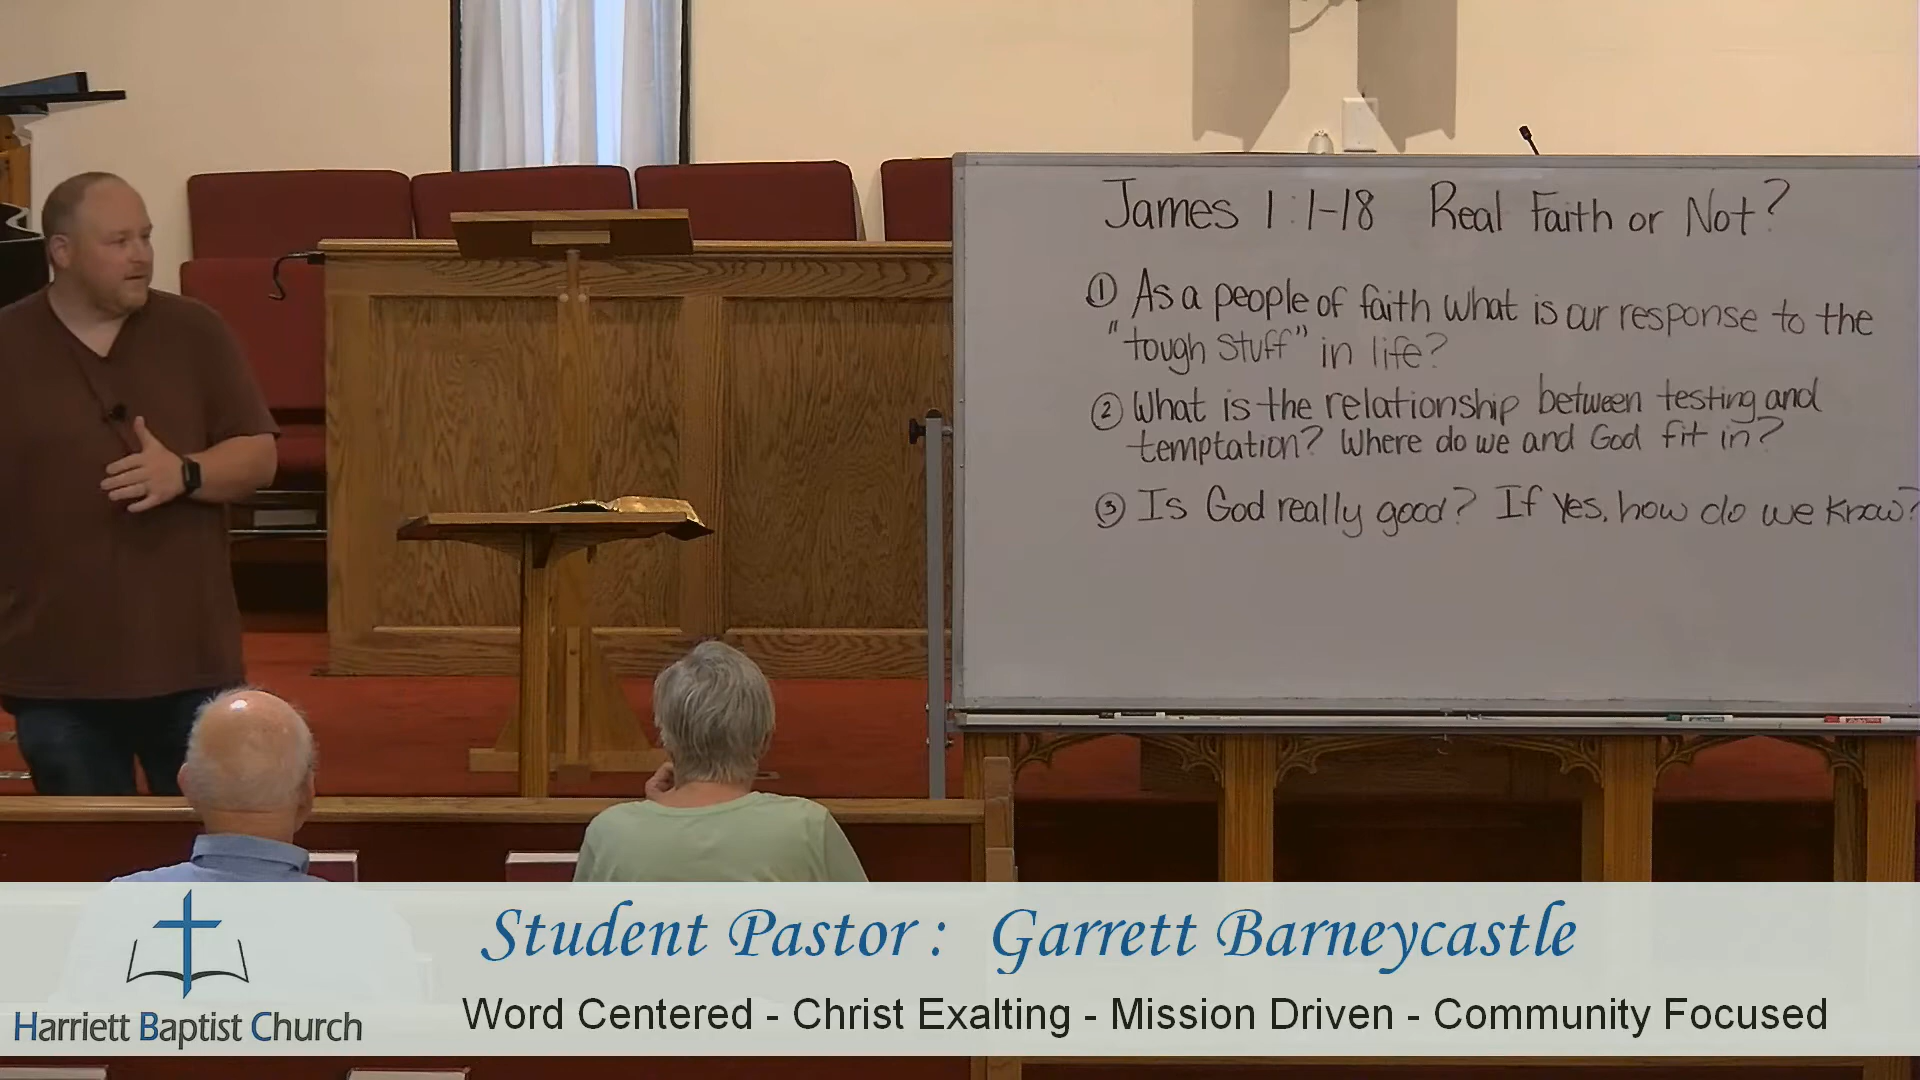 James 1:1-18 Real Faith or Not?
① As a people of faith what is our response to the
"tough stuff" in life?
② What is the relationship between testing and
temptation? Where do we and God fit in?
③ Is God really good? If Yes, how do we know?
Student Pastor: Garrett Barneycastle
Word Centered - Christ Exalting - Mission Driven - Community Focused
Harriett Baptist Church